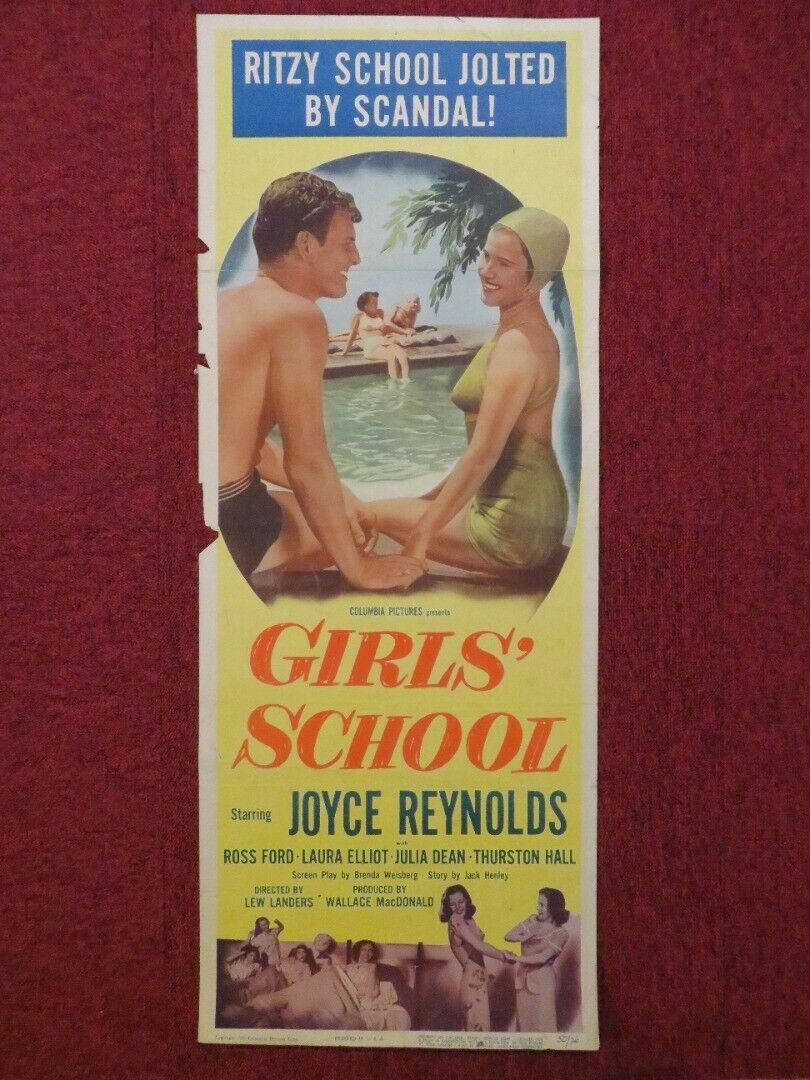 RITZY SCHOOL JOLTED
BY SCANDAL!
COLUMBIA PICTURES presents
GIRLS'
SCHOOL
Starring JOYCE REYNOLDS
with
ROSS FORD · LAURA ELLIOT · JULIA DEAN · THURSTON HALL
Screen Play by Brenda Weisberg · Story by Jack Henley
DIRECTED BY PRODUCED BY
LEW LANDERS · WALLACE MacDONALD
50/26